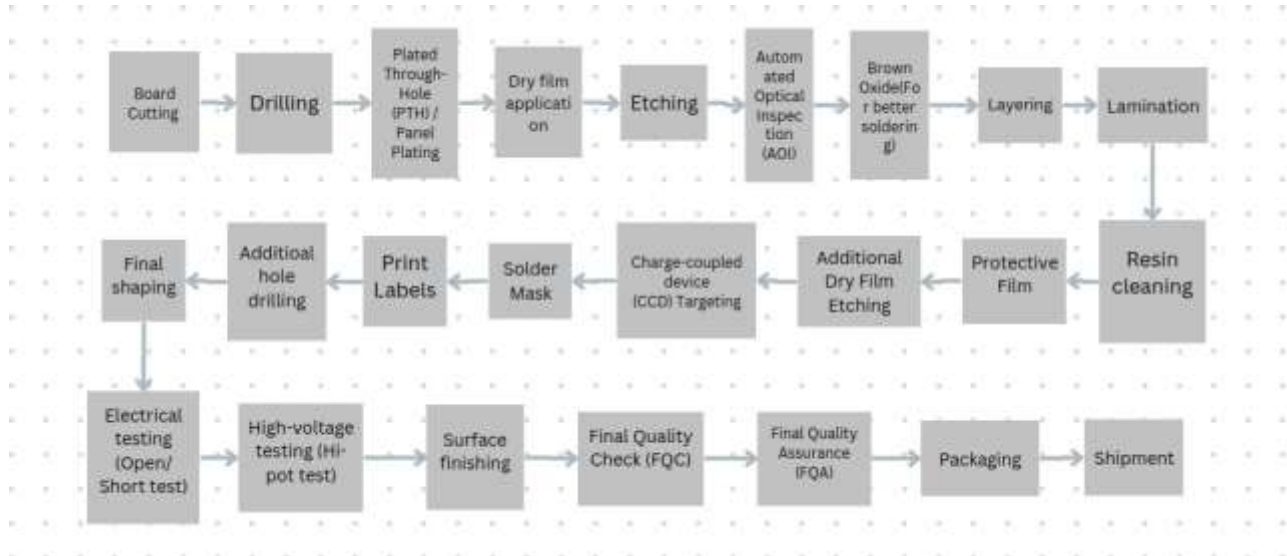 Board
Cutting
Drilling
Plated
Through-
Hole
(PTH) /
Panel
Plating
Dry film
applicati
on
Etching
Autom
ated
Optical
Inspec
tion
(AOI)
Brown
Oxide(Fo
r better
solderin
g)
Layering
Lamination
Resin
cleaning
Protective
Film
Additional
Dry Film
Etching
Charge-coupled
device
(CCD) Targeting
Solder
Mask
Print
Labels
Additioal
hole
drilling
Final
shaping
Electrical
testing
(Open/
Short test)
High-voltage
testing (Hi-
pot test)
Surface
finishing
Final Quality
Check (FQC)
Final Quality
Assurance
(FQA)
Packaging
Shipment